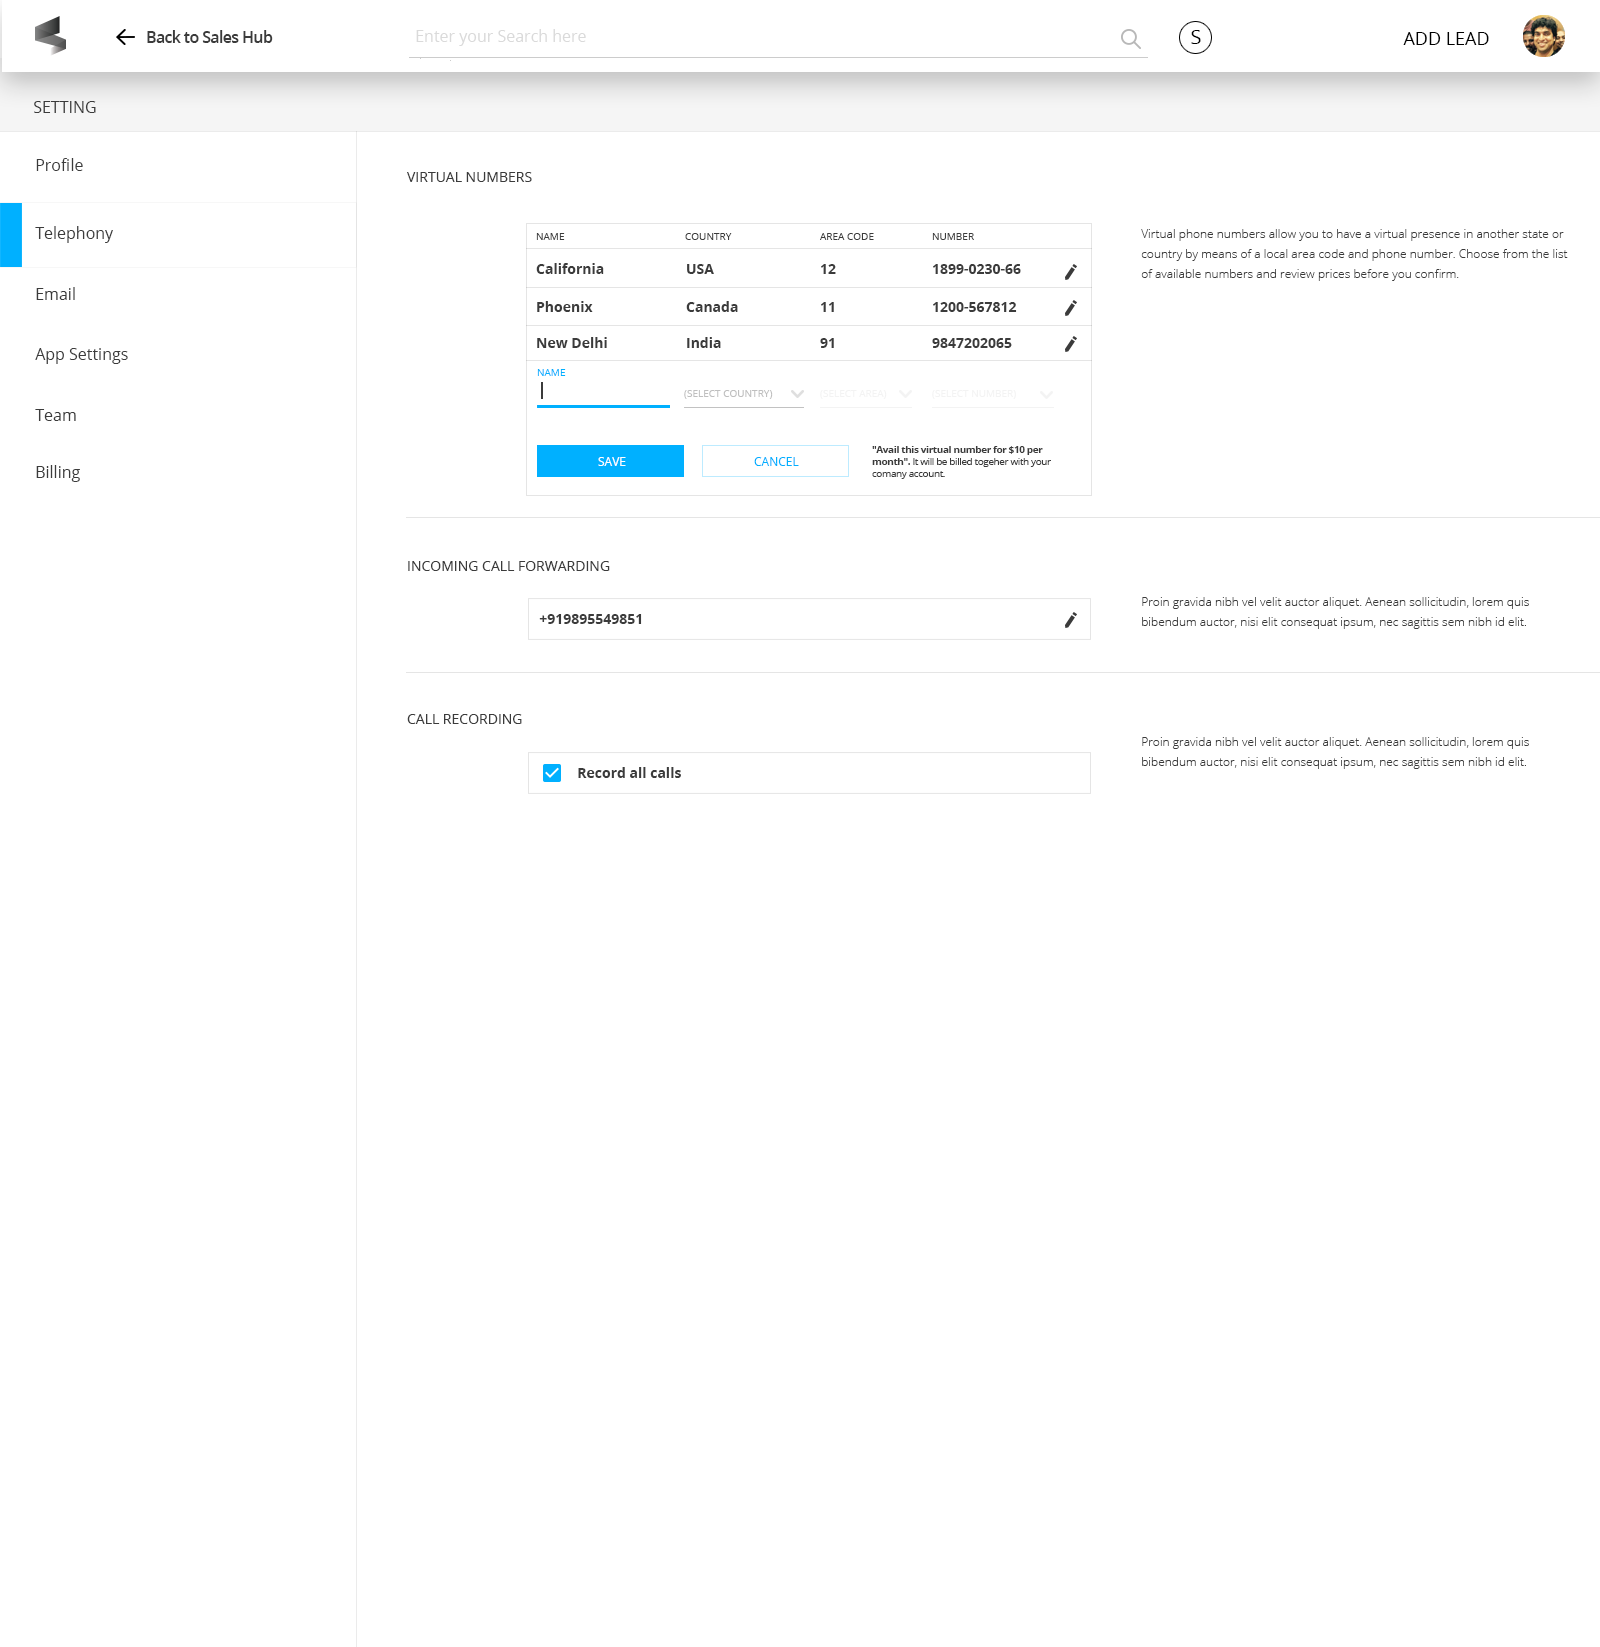 Back to Sales Hub
Enter your Search here
S
ADD LEAD
SETTING
Profile
Telephony
Email
App Settings
Team
Billing
VIRTUAL NUMBERS
NAME COUNTRY AREA CODE NUMBER
California USA 12 1899-0230-66
Phoenix Canada 11 1200-567812
New Delhi India 91 9847202065
NAME
(SELECT COUNTRY) (SELECT AREA) (SELECT NUMBER)
SAVE CANCEL
"Avail this virtual number for $10 per
month". It will be billed togeher with your
comany account.
Virtual phone numbers allow you to have a virtual presence in another state or
country by means of a local area code and phone number. Choose from the list
of available numbers and review prices before you confirm.
INCOMING CALL FORWARDING
+919895549851
Proin gravida nibh vel velit auctor aliquet. Aenean sollicitudin, lorem quis
bibendum auctor, nisi elit consequat ipsum, nec sagittis sem nibh id elit.
CALL RECORDING
Record all calls
Proin gravida nibh vel velit auctor aliquet. Aenean sollicitudin, lorem quis
bibendum auctor, nisi elit consequat ipsum, nec sagittis sem nibh id elit.